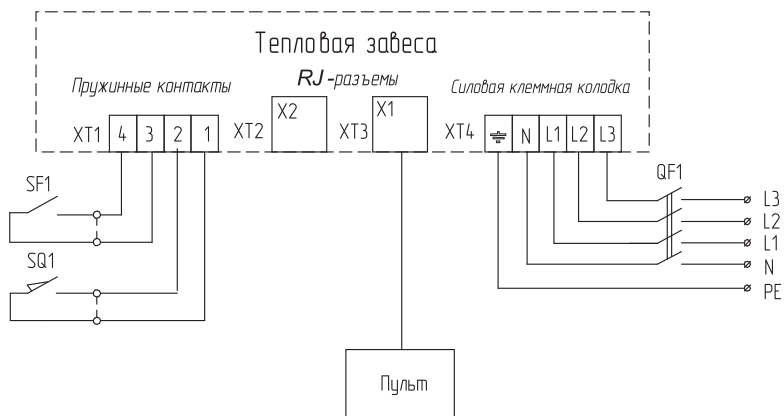 Тепловая завеса
Пружинные контакты
RJ-разъемы
Силовая клеммная колодка
XT1 4 3 2 1
XT2 X2
XT3 X1
XT4 N L1 L2 L3
SF1
SQ1
QF1
L3
L2
L1
N
PE
Пульт